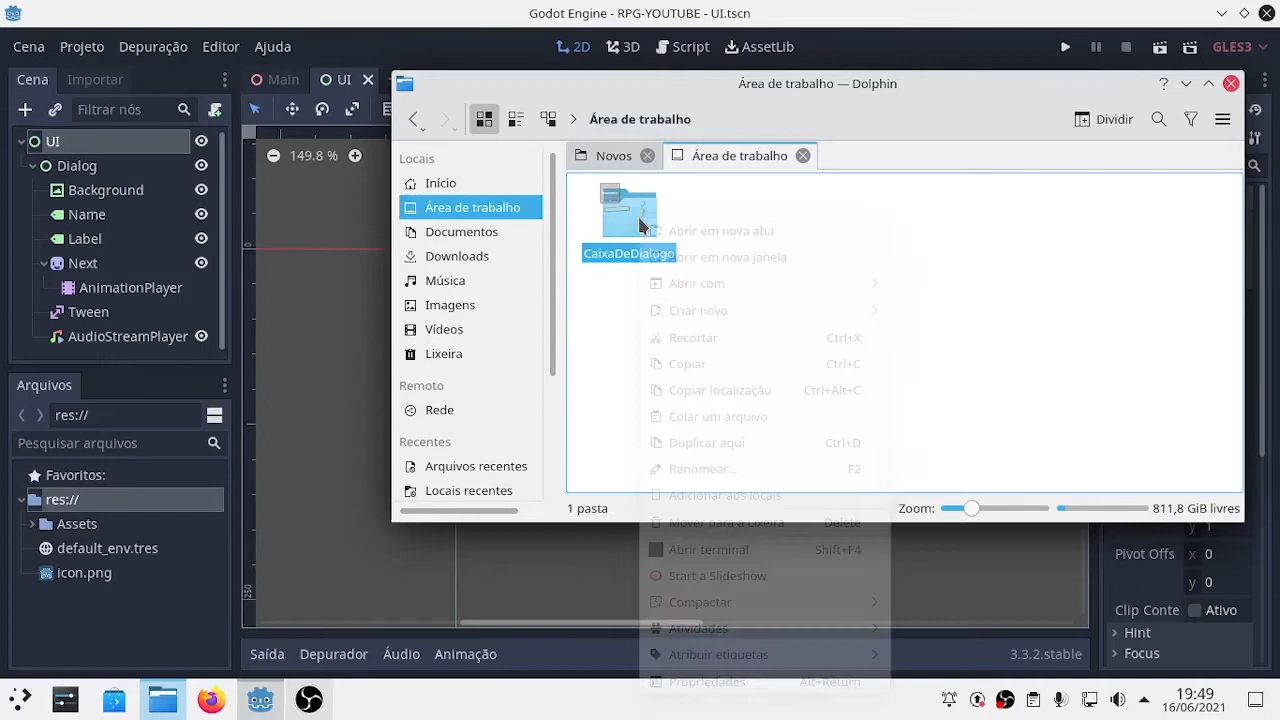 Godot Engine - RPG-YOUTUBE - UI.tscn
Cena Projeto Depuração Editor Ajuda
2D 3D Script AssetLib
GLES3
Cena Importar
Main UI
Filtrar nós
149.8 %
UI
Dialog
Background
Name
Label
Next
AnimationPlayer
Tween
AudioStreamPlayer
Arquivos
res://
Pesquisar arquivos
Favoritos:
res://
Assets
default_env.tres
icon.png
Área de trabalho — Dolphin
Área de trabalho
Dividir
Locais
Início
Área de trabalho
Documentos
Downloads
Música
Imagens
Vídeos
Lixeira
Remoto
Rede
Recentes
Arquivos recentes
Locais recentes
Novos
Área de trabalho
CaixaDeDialogo
Abrir em nova aba
Abrir em nova janela
Abrir com
Criar novo
Recortar Ctrl+X
Copiar Ctrl+C
Copiar localização Ctrl+Alt+C
Colar um arquivo
Duplicar aqui Ctrl+D
Renomear... F2
Adicionar aos locais
Mover para a Lixeira Delete
Abrir terminal Shift+F4
Start a Slideshow
Compactar
Atividades
Atribuir etiquetas
Propriedades Alt+Return
1 pasta
Zoom:
811,8 GiB livres
0
250
y 1
Pivot Offs x 0
y 0
Clip Conte Ativo
Hint
Focus
Saída Depurador Áudio Animação
3.3.2.stable
19:49
16/06/2021